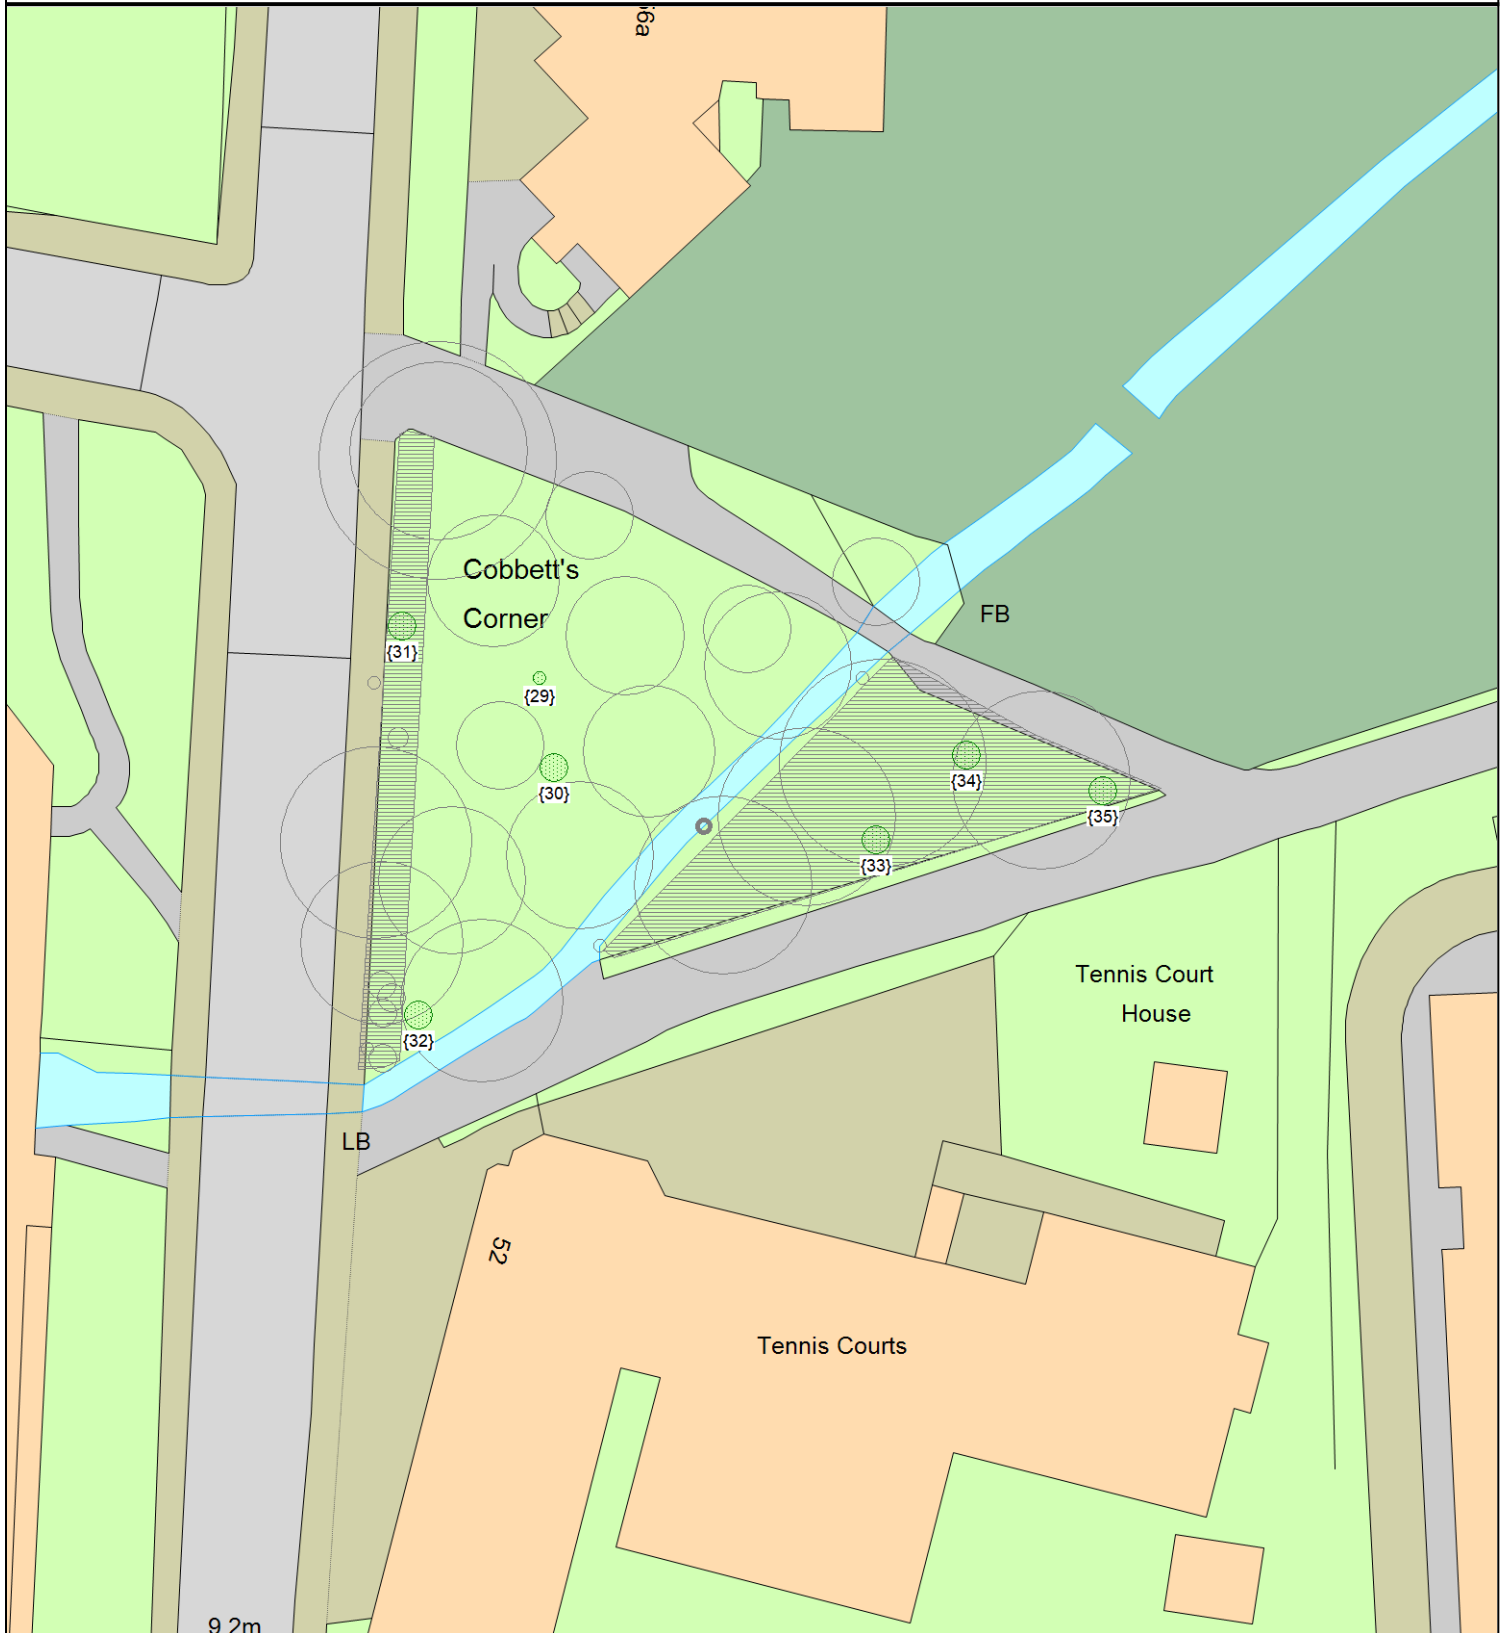 Cobbett's
Corner
FB
{31}
{29}
{30}
{34}
{35}
{33}
{32}
Tennis Court
House
LB
52
Tennis Courts
9.2m